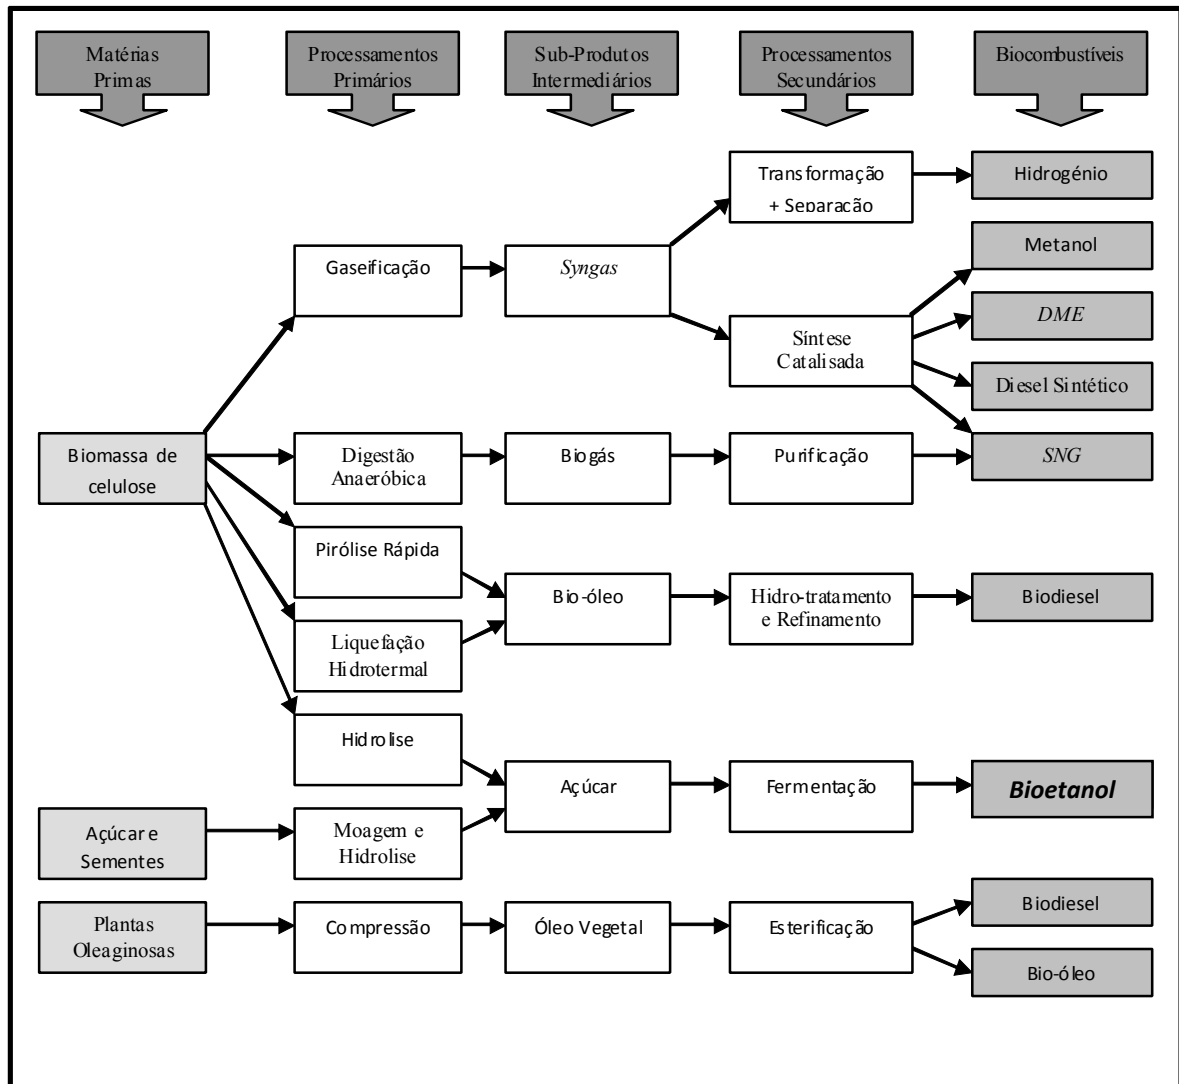 Matérias
Primas
Processamentos
Primários
Sub-Produtos
Intermediários
Processamentos
Secundários
Biocombustíveis
Transformação
+ Separação
Hidrogénio
Gaseificação
Syngas
Metanol
DME
Síntese
Catalisada
Diesel Sintético
Biomassa de
celulose
Digestão
Anaeróbica
Biogás
Purificação
SNG
Pirólise Rápida
Bio-óleo
Hidro-tratamento
e Refinamento
Biodiesel
Liquefação
Hidrotermal
Hidrolise
Açúcar
Fermentação
Bioetanol
Açúcar e
Sementes
Moagem e
Hidrolise
Plantas
Oleaginosas
Compressão
Óleo Vegetal
Esterificação
Biodiesel
Bio-óleo